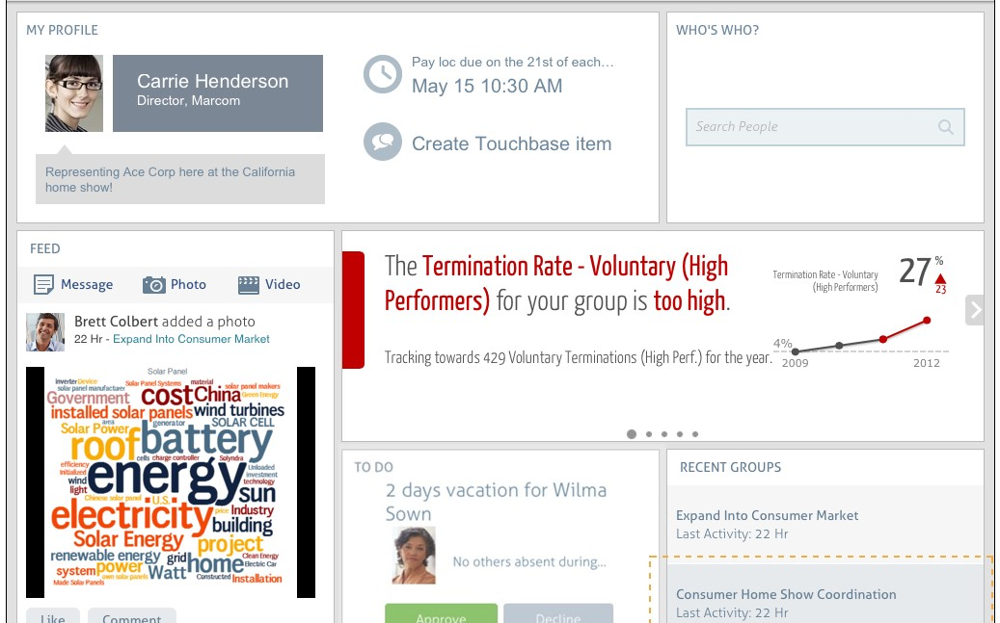 MY PROFILE
Carrie Henderson
Director, Marcom
Representing Ace Corp here at the California
home show!
Pay loc due on the 21st of each...
May 15 10:30 AM
Create Touchbase item
WHO'S WHO?
Search People
FEED
Message
Photo
Video
Brett Colbert added a photo
22 Hr - Expand Into Consumer Market
Solar Panel
inverter Device
Solar Panel Systems
material
solar panel makers
solar panel manufacturer
Government
cost
China
Green Energy
installed solar panels
wind turbines
area
generator
SOLAR CELL
Solar Power
roof
battery
cells
charge controller
Solyndra
efficiency
Initialized
energy
Unloaded
investment
technology
wind
light
Chinese solar panel
U.S.
sun
electricity
price
Industry
building
Solar Energy
project
renewable energy
grid
home
Clean Energy
Electric Car
system
power
own solar panels
Watt
Constructed
Installation
Made Solar Panels
Like
Comment
The Termination Rate - Voluntary (High
Performers) for your group is too high.
Tracking towards 429 Voluntary Terminations (High Perf.) for the year.
Termination Rate - Voluntary
(High Performers)
27 %
23
4%
2009
2012
TO DO
2 days vacation for Wilma
Sown
No others absent during...
Approve
Decline
RECENT GROUPS
Expand Into Consumer Market
Last Activity: 22 Hr
Consumer Home Show Coordination
Last Activity: 22 Hr